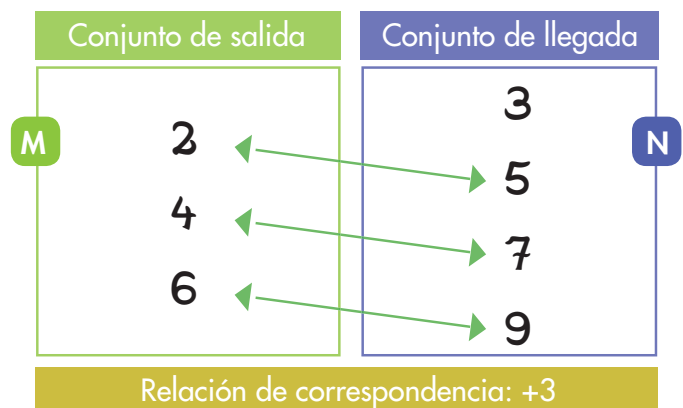 Conjunto de salida
Conjunto de llegada
M
2
4
6
3
5
7
9
N
Relación de correspondencia: +3